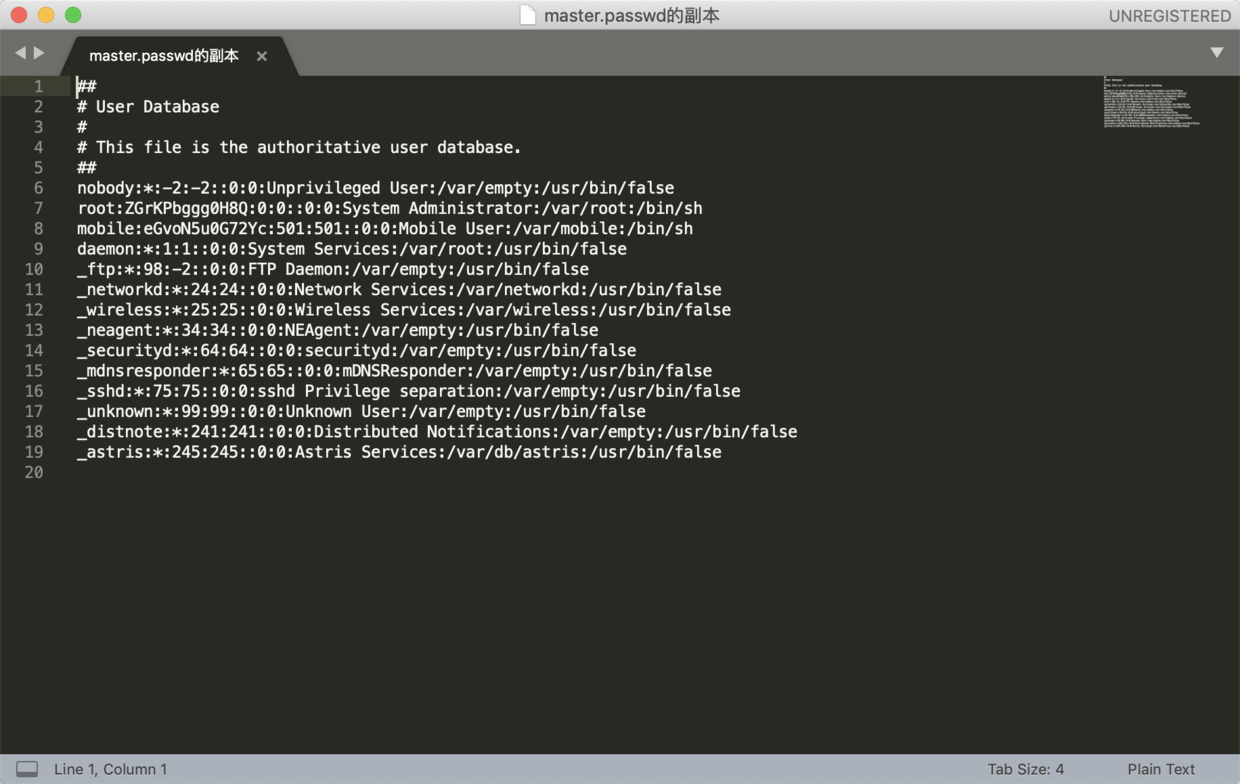 master.passwd的副本
UNREGISTERED
master.passwd的副本
1 ##
2 # User Database
3 #
4 # This file is the authoritative user database.
5 ##
6 nobody:*:-2:-2::0:0:Unprivileged User:/var/empty:/usr/bin/false
7 root:ZGrKPbggg0H8Q:0:0::0:0:System Administrator:/var/root:/bin/sh
8 mobile:eGvoN5u0G72Yc:501:501::0:0:Mobile User:/var/mobile:/bin/sh
9 daemon:*:1:1::0:0:System Services:/var/root:/usr/bin/false
10 _ftp:*:98:-2::0:0:FTP Daemon:/var/empty:/usr/bin/false
11 _networkd:*:24:24::0:0:Network Services:/var/networkd:/usr/bin/false
12 _wireless:*:25:25::0:0:Wireless Services:/var/wireless:/usr/bin/false
13 _neagent:*:34:34::0:0:NEAgent:/var/empty:/usr/bin/false
14 _securityd:*:64:64::0:0:securityd:/var/empty:/usr/bin/false
15 _mdnsresponder:*:65:65::0:0:mDNSResponder:/var/empty:/usr/bin/false
16 _sshd:*:75:75::0:0:sshd Privilege separation:/var/empty:/usr/bin/false
17 _unknown:*:99:99::0:0:Unknown User:/var/empty:/usr/bin/false
18 _distnote:*:241:241::0:0:Distributed Notifications:/var/empty:/usr/bin/false
19 _astris:*:245:245::0:0:Astris Services:/var/db/astris:/usr/bin/false
20
Line 1, Column 1
Tab Size: 4
Plain Text